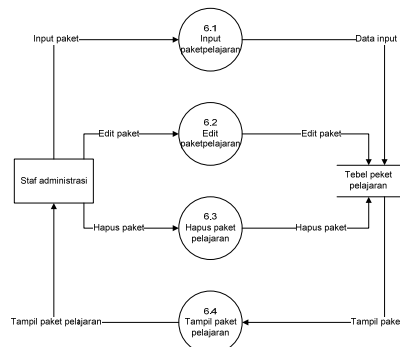 6.1
Input paket
Input
paketpelajaran
Data input
6.2
Edit paket
Edit
paketpelajaran
Edit paket
Staf administrasi
Tebel peket
pelajaran
6.3
Hapus paket
Hapus paket
pelajaran
Hapus paket
6.4
Tampil paket pelajaran
Tampil paket
pelajaran
Tampil paket